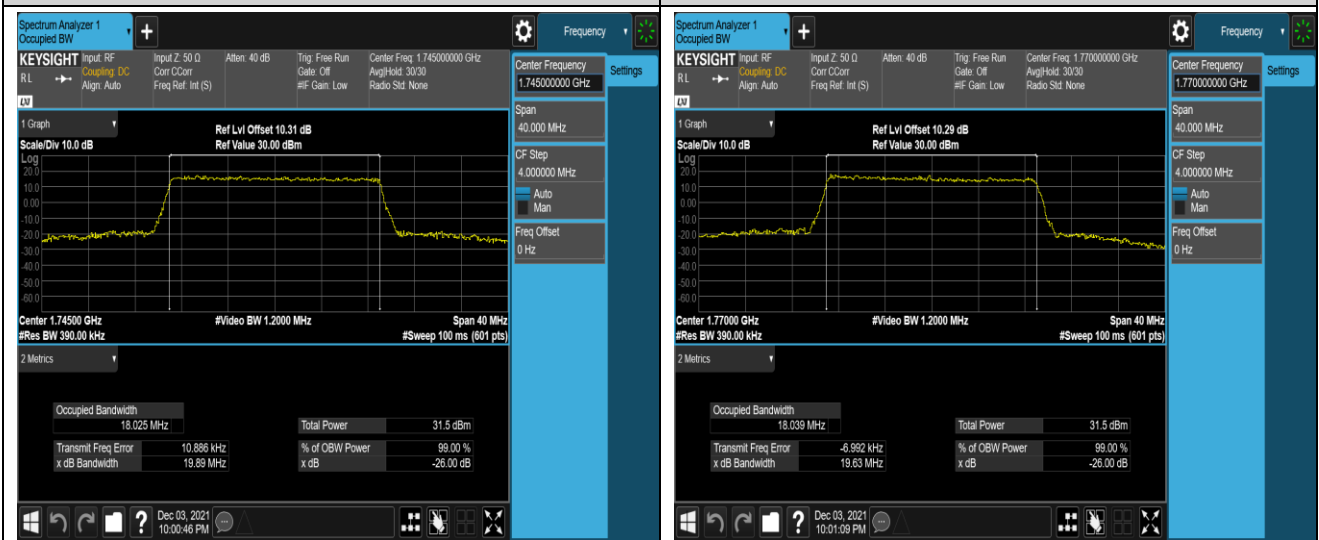 Spectrum Analyzer 1
Occupied BW
+
Frequency
KEYSIGHT
Input: RF
Input Z: 50 Ω
Atten: 40 dB
Trig: Free Run
Center Freq: 1.745000000 GHz
RL
Coupling: DC
Corr CCorr
Gate: Off
Avg|Hold: 30/30
Align: Auto
Freq Ref: Int (S)
#IF Gain: Low
Radio Std: None
LXI
Center Frequency
1.745000000 GHz
Settings
Span
40.000 MHz
CF Step
4.000000 MHz
Auto
Man
Freq Offset
0 Hz
1 Graph
Ref Lvl Offset 10.31 dB
Scale/Div 10.0 dB
Ref Value 30.00 dBm
Log
20.0
10.0
0.00
-10.0
-20.0
-30.0
-40.0
-50.0
-60.0
Center 1.74500 GHz
#Video BW 1.2000 MHz
Span 40 MHz
#Res BW 390.00 kHz
#Sweep 100 ms (601 pts)
2 Metrics
Occupied Bandwidth
18.025 MHz
Total Power 31.5 dBm
Transmit Freq Error 10.886 kHz
% of OBW Power 99.00 %
x dB Bandwidth 19.89 MHz
x dB -26.00 dB
?
Dec 03, 2021
10:00:46 PM
Spectrum Analyzer 1
Occupied BW
+
Frequency
KEYSIGHT
Input: RF
Input Z: 50 Ω
Atten: 40 dB
Trig: Free Run
Center Freq: 1.770000000 GHz
RL
Coupling: DC
Corr CCorr
Gate: Off
Avg|Hold: 30/30
Align: Auto
Freq Ref: Int (S)
#IF Gain: Low
Radio Std: None
LXI
Center Frequency
1.770000000 GHz
Settings
Span
40.000 MHz
CF Step
4.000000 MHz
Auto
Man
Freq Offset
0 Hz
1 Graph
Ref Lvl Offset 10.29 dB
Scale/Div 10.0 dB
Ref Value 30.00 dBm
Log
20.0
10.0
0.00
-10.0
-20.0
-30.0
-40.0
-50.0
-60.0
Center 1.77000 GHz
#Video BW 1.2000 MHz
Span 40 MHz
#Res BW 390.00 kHz
#Sweep 100 ms (601 pts)
2 Metrics
Occupied Bandwidth
18.039 MHz
Total Power 31.5 dBm
Transmit Freq Error -6.992 kHz
% of OBW Power 99.00 %
x dB Bandwidth 19.63 MHz
x dB -26.00 dB
?
Dec 03, 2021
10:01:09 PM